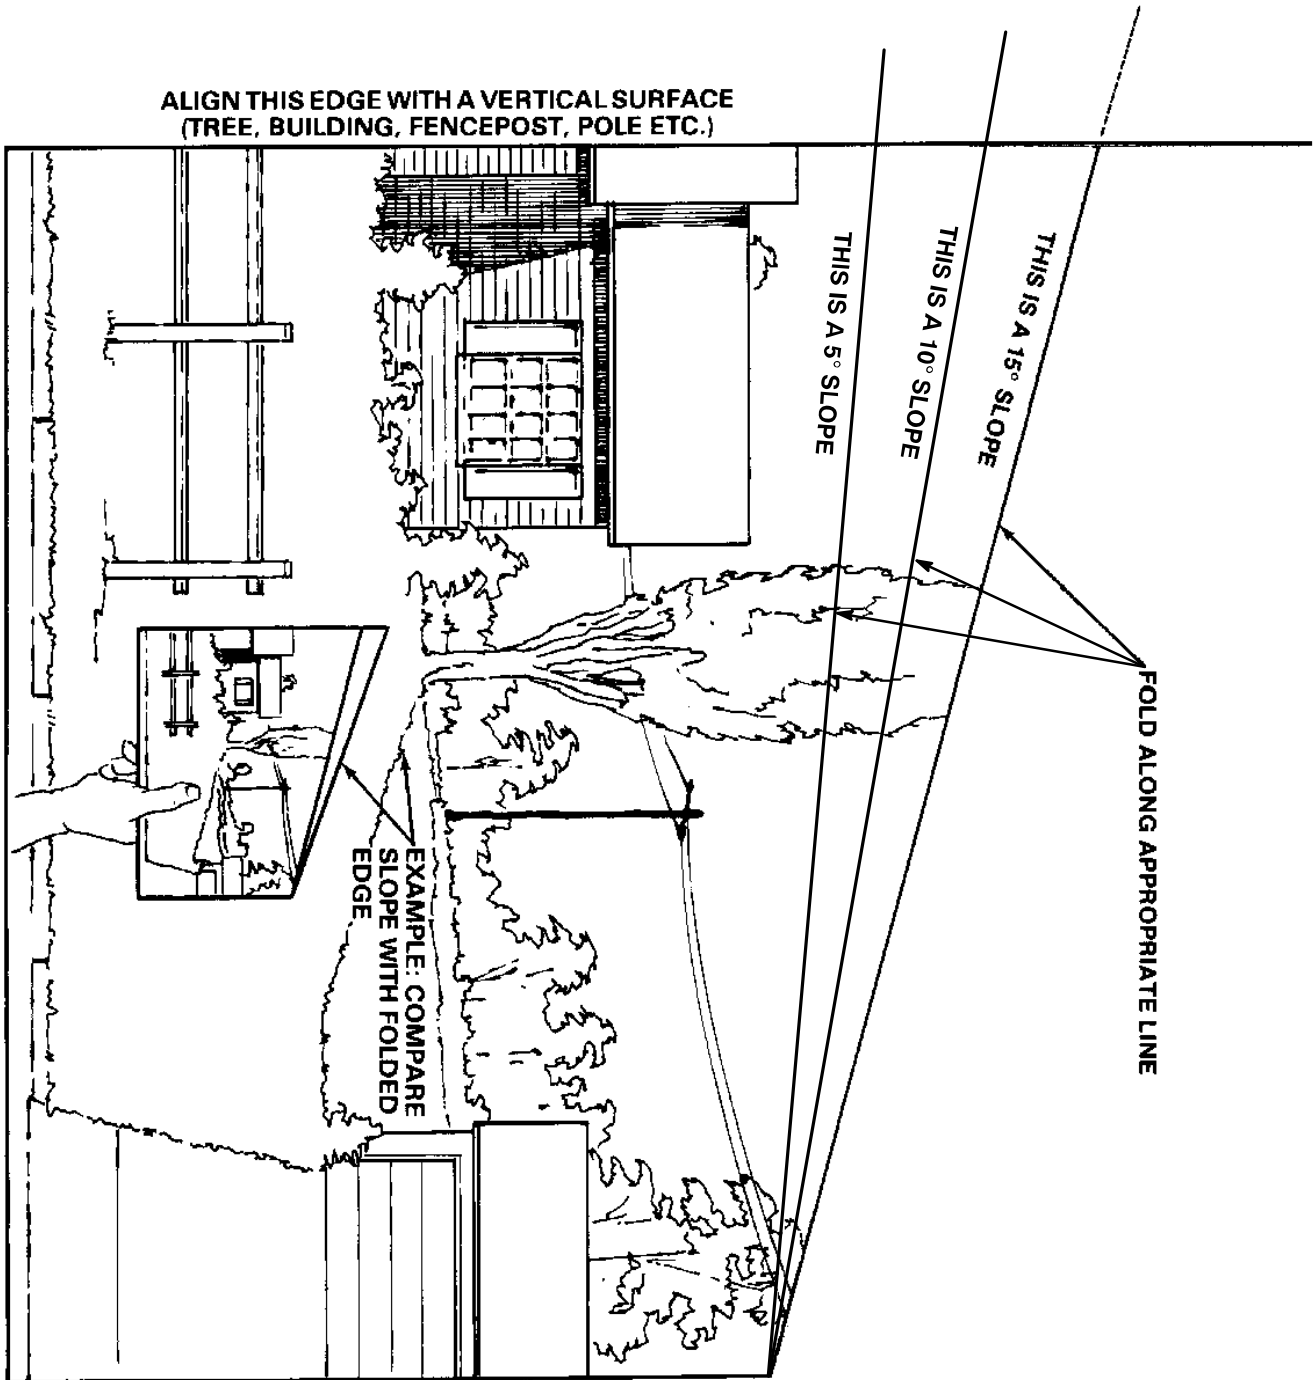 ALIGN THIS EDGE WITH A VERTICAL SURFACE
(TREE, BUILDING, FENCEPOST, POLE ETC.)
THIS IS A 15° SLOPE
THIS IS A 10° SLOPE
THIS IS A 5° SLOPE
FOLD ALONG APPROPRIATE LINE
EXAMPLE: COMPARE
SLOPE WITH FOLDED
EDGE